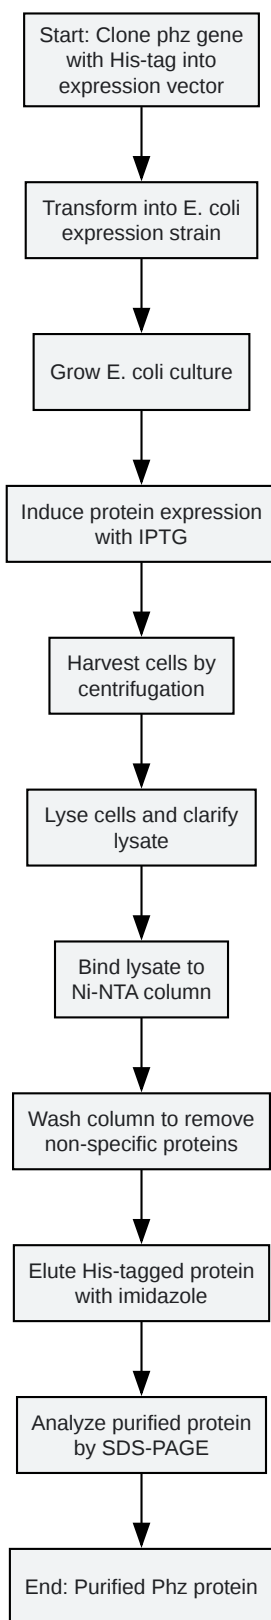 Start: Clone phz gene
with His-tag into
expression vector
Transform into E. coli
expression strain
Grow E. coli culture
Induce protein expression
with IPTG
Harvest cells by
centrifugation
Lyse cells and clarify
lysate
Bind lysate to
Ni-NTA column
Wash column to remove
non-specific proteins
Elute His-tagged protein
with imidazole
Analyze purified protein
by SDS-PAGE
End: Purified Phz protein